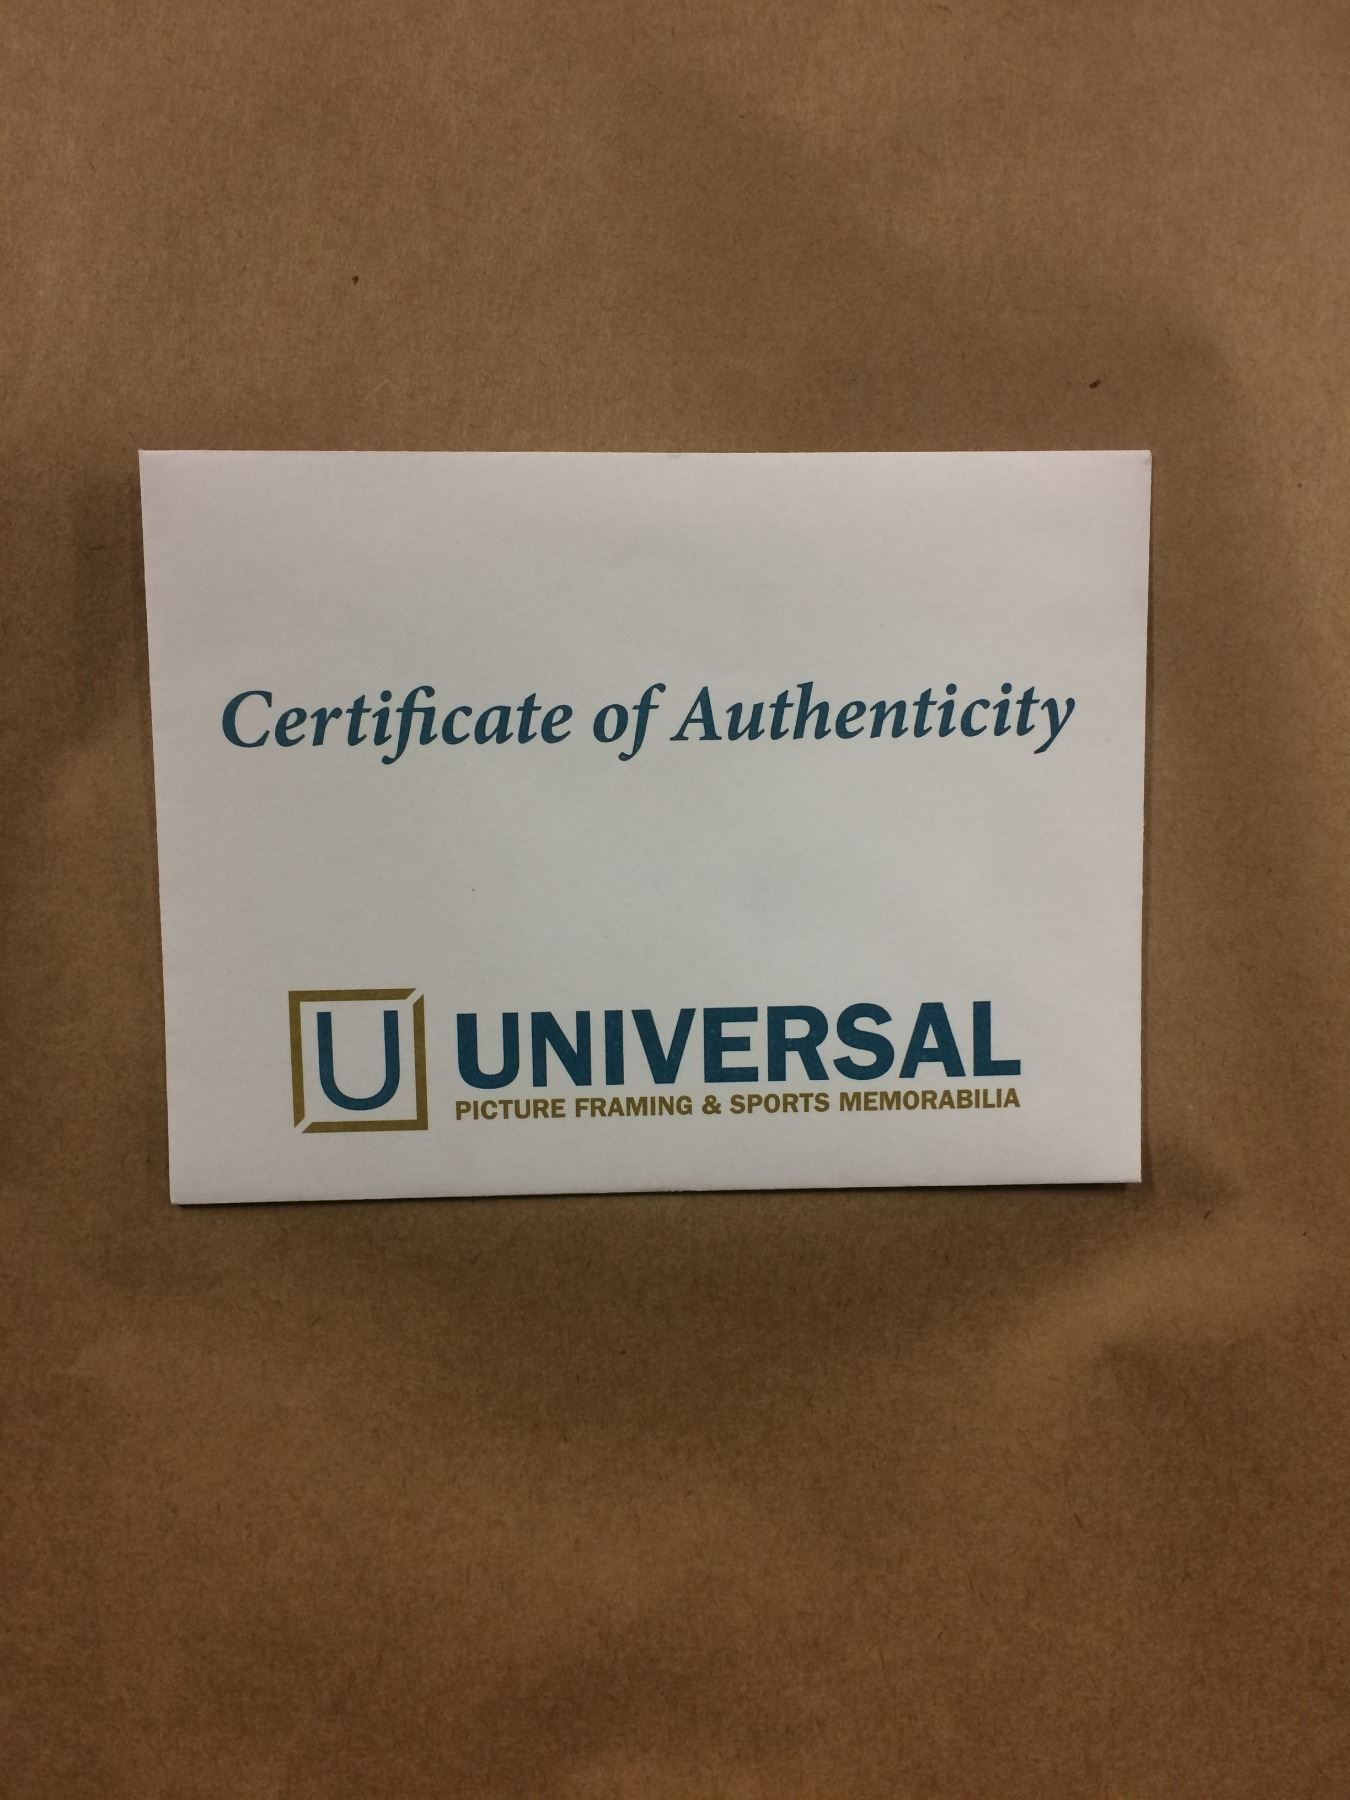 Certificate of Authenticity
U UNIVERSAL
PICTURE FRAMING & SPORTS MEMORABILIA